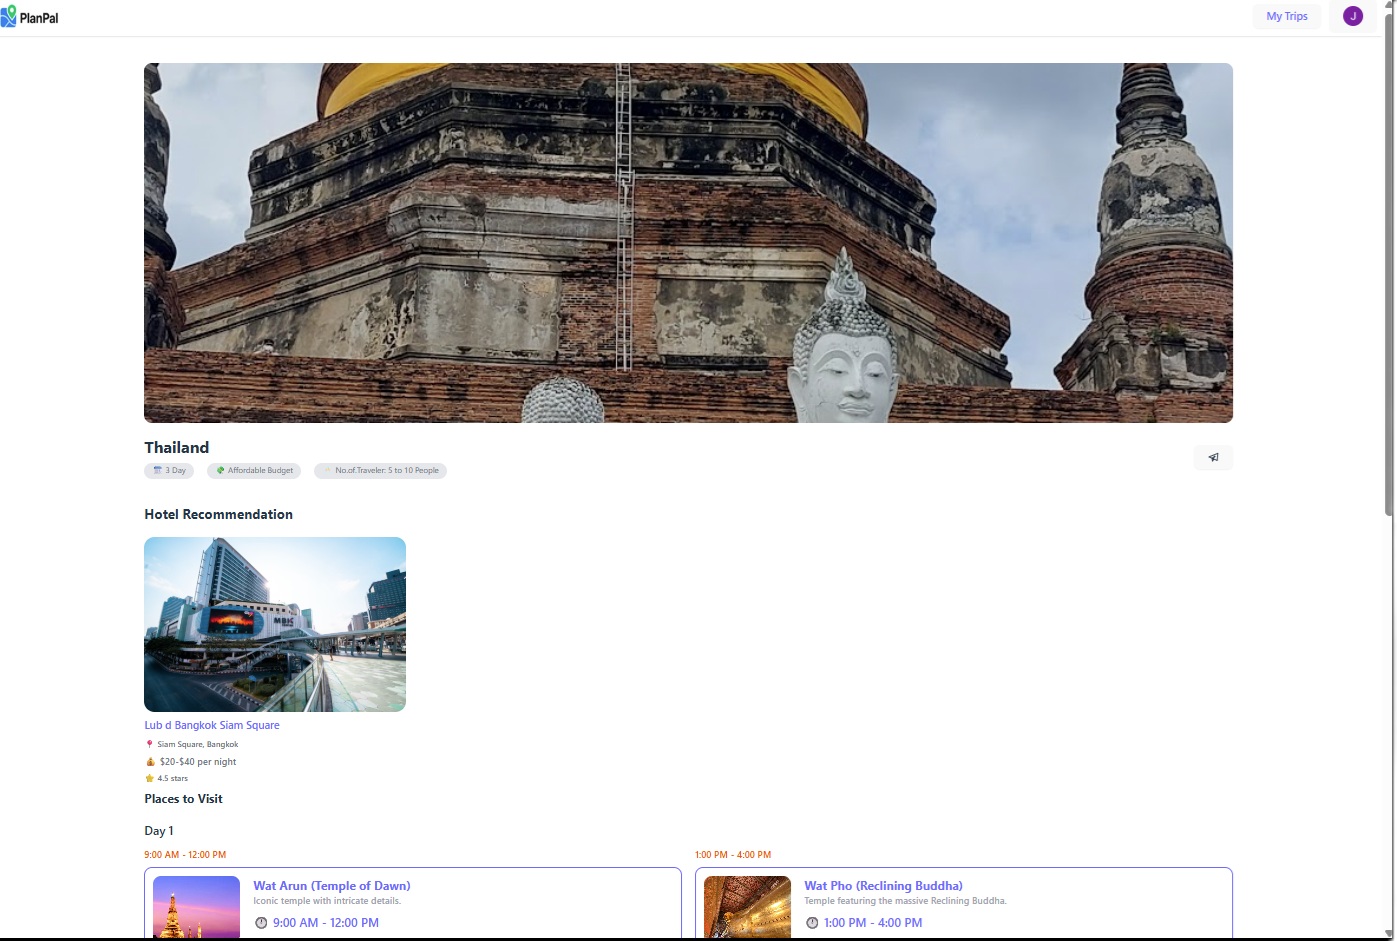 PlanPal
My Trips
J
Thailand
3 Day
Affordable Budget
No.of.Traveler: 5 to 10 People
Hotel Recommendation
MBK
Lub d Bangkok Siam Square
Siam Square, Bangkok
$20-$40 per night
4.5 stars
Places to Visit
Day 1
9:00 AM - 12:00 PM
1:00 PM - 4:00 PM
Wat Arun (Temple of Dawn)
Iconic temple with intricate details.
9:00 AM - 12:00 PM
Wat Pho (Reclining Buddha)
Temple featuring the massive Reclining Buddha.
1:00 PM - 4:00 PM